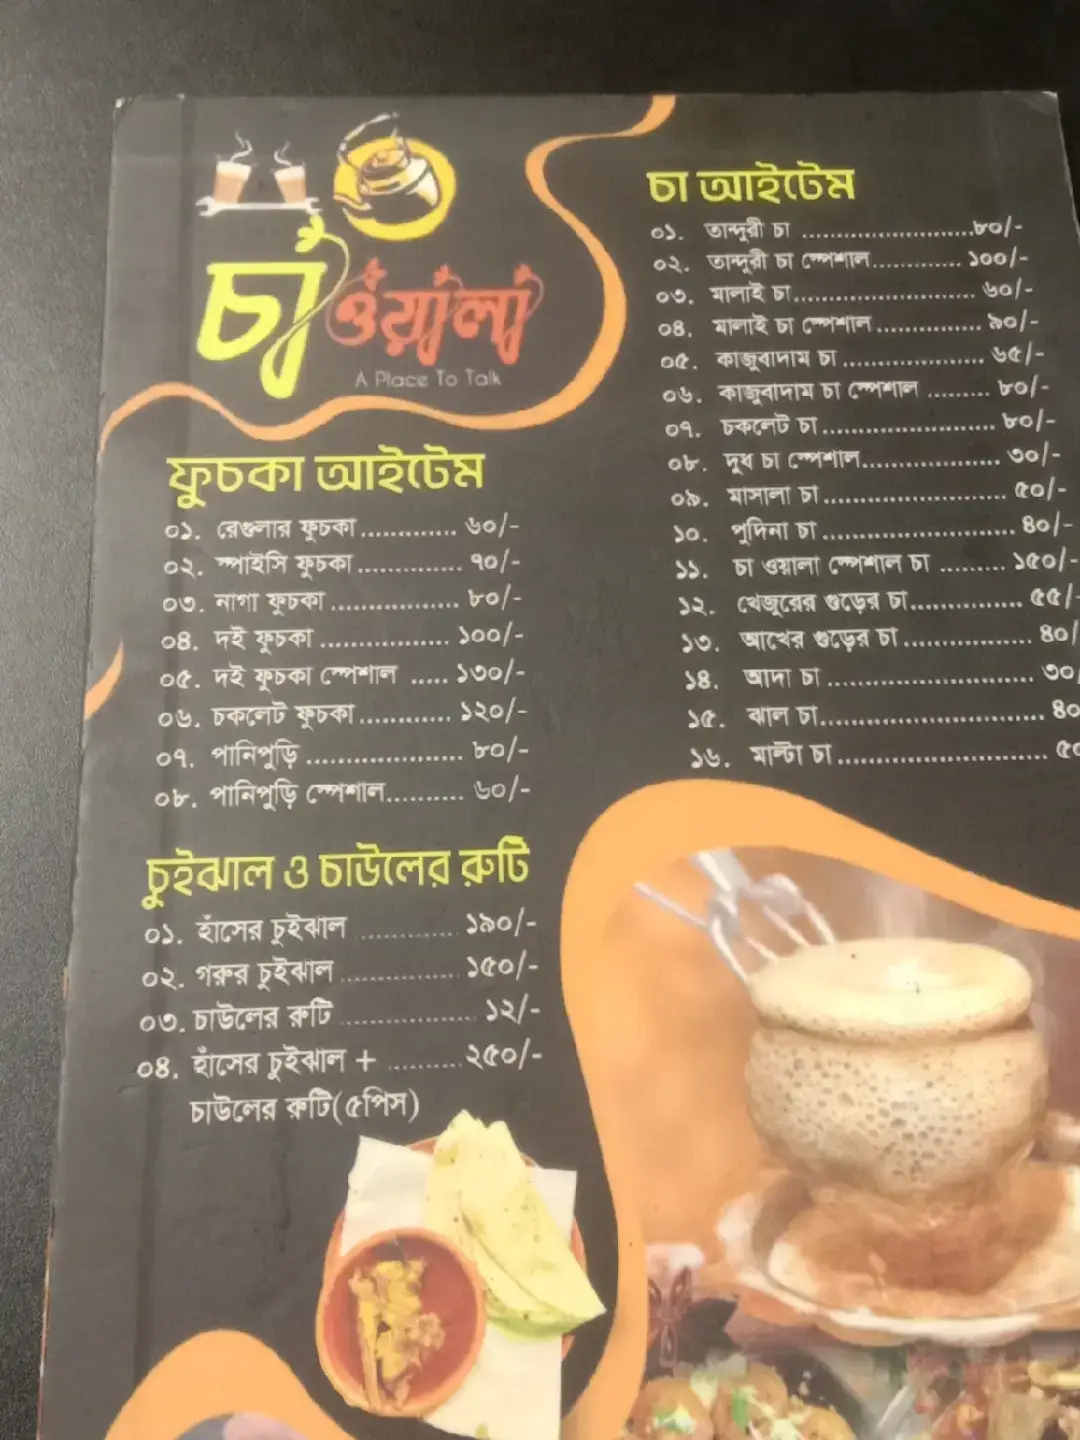 চা ওয়ালা
A Place To Talk
ফুচকা আইটেম
০১. রেগুলার ফুচকা ............ ৬০/-
০২. স্পাইসি ফুচকা ............. ৭০/-
০৩. নাগা ফুচকা ................ ৮০/-
০৪. দই ফুচকা ................ ১০০/-
০৫. দই ফুচকা স্পেশাল ..... ১৩০/-
০৬. চকলেট ফুচকা ............ ১২০/-
০৭. পানিপুড়ি ................... ৮০/-
০৮. পানিপুড়ি স্পেশাল.......... ৬০/-
চুইঝাল ও চাউলের রুটি
০১. হাঁসের চুইঝাল ............. ১৯০/-
০২. গরুর চুইঝাল ............... ১৫০/-
০৩. চাউলের রুটি ................. ১২/-
০৪. হাঁসের চুইঝাল + .......... ২৫০/-
চাউলের রুটি(৫পিস)
চা আইটেম
০১. তান্দুরী চা .........................৮০/-
০২. তান্দুরী চা স্পেশাল............. ১০০/-
০৩. মালাই চা.......................... ৬০/-
০৪. মালাই চা স্পেশাল ............... ৯০/-
০৫. কাজুবাদাম চা .................... ৬৫/-
০৬. কাজুবাদাম চা স্পেশাল ......... ৮০/-
০৭. চকলেট চা ......................... ৮০/-
০৮. দুধ চা স্পেশাল.................... ৩০/-
০৯. মাসালা চা.......................... ৫০/-
১০. পুদিনা চা ........................... ৪০/-
১১. চা ওয়ালা স্পেশাল চা ......... ১৫০/-
১২. খেজুরের গুড়ের চা................ ৫৫/-
১৩. আখের গুড়ের চা................... ৪০/-
১৪. আদা চা .............................. ৩০/
১৫. ঝাল চা................................ ৪০
১৬. মাল্টা চা.............................. ৫০